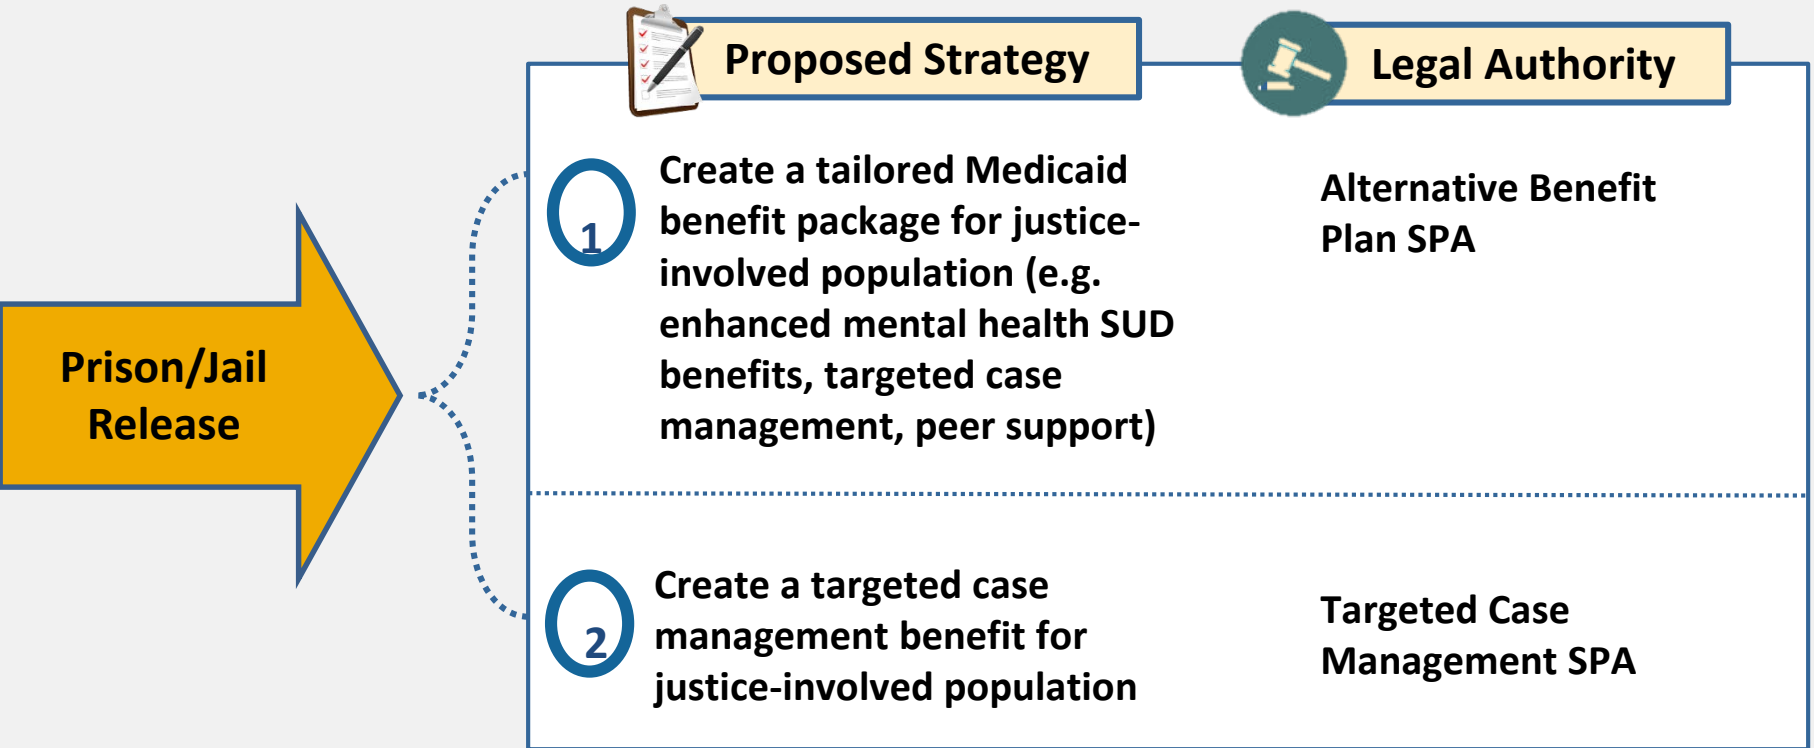 Proposed Strategy
Legal Authority
Prison/Jail
Release
1
Create a tailored Medicaid
benefit package for justice-
involved population (e.g.
enhanced mental health SUD
benefits, targeted case
management, peer support)
Alternative Benefit
Plan SPA
2
Create a targeted case
management benefit for
justice-involved population
Targeted Case
Management SPA